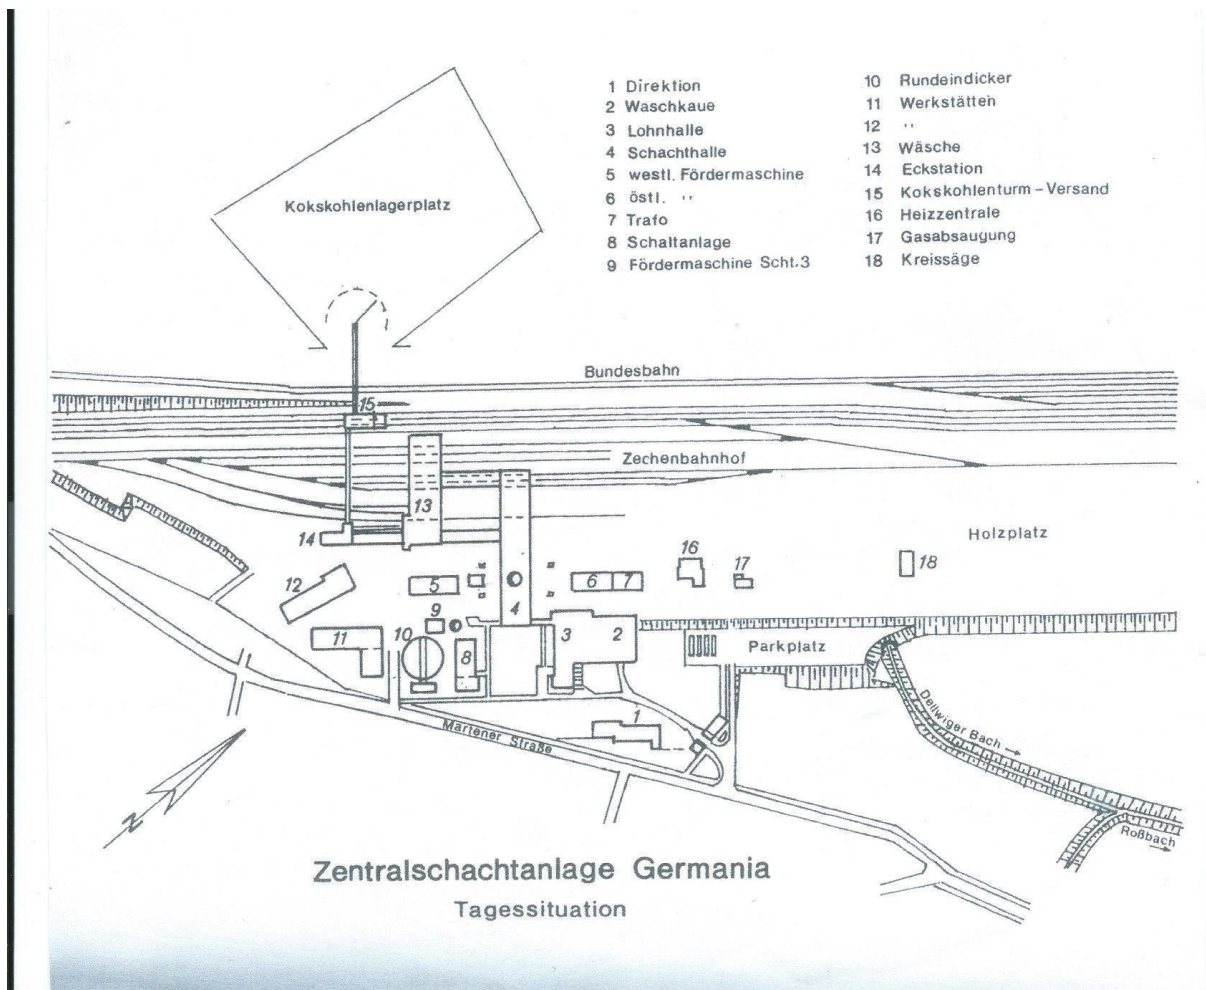 1 Direktion
2 Waschkaue
3 Lohnhalle
4 Schachthalle
5 westl. Fördermaschine
6 östl. ,,
7 Trafo
8 Schaltanlage
9 Fördermaschine Scht.3
10 Rundeindicker
11 Werkstätten
12 ,,
13 Wäsche
14 Eckstation
15 Kokskohlenturm – Versand
16 Heizzentrale
17 Gasabsaugung
18 Kreissäge
Kokskohlenlagerplatz
Bundesbahn
15
Zechenbahnhof
13
14
Holzplatz
16
17
18
12
5
6
7
4
9
11
10
8
3
2
Parkplatz
1
Martener Straße
Dellwiger Bach
Roßbach
N
Zentralschachtanlage Germania
Tagessituation